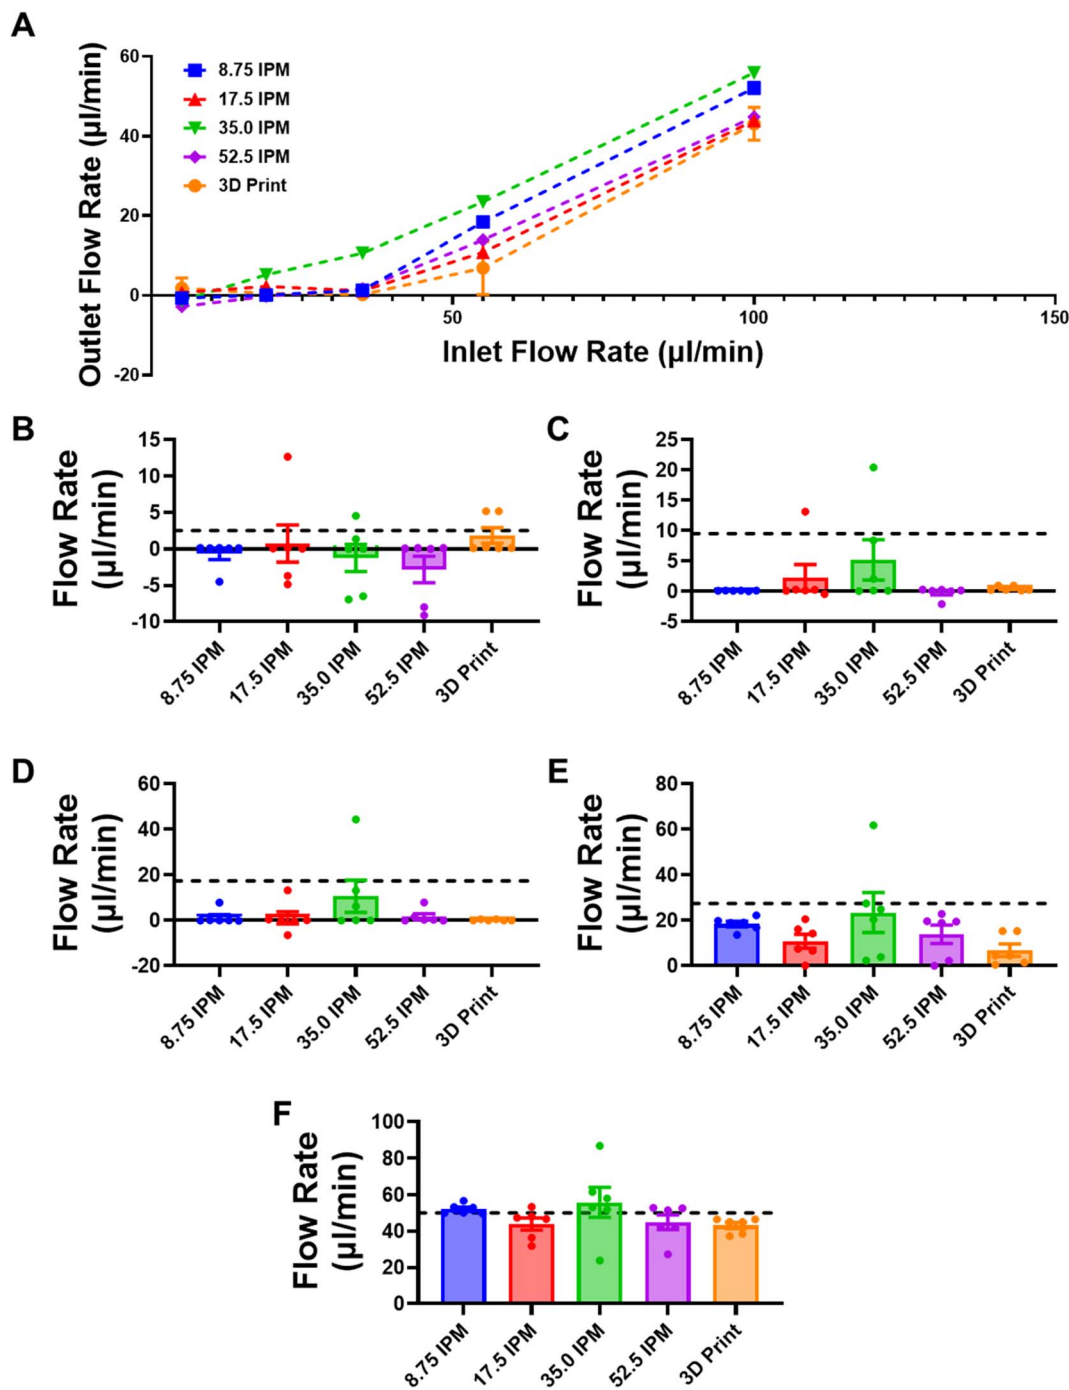 A
Outlet Flow Rate (µl/min)
60
40
20
0
-20
8.75 IPM
17.5 IPM
35.0 IPM
52.5 IPM
3D Print
50
100
150
Inlet Flow Rate (µl/min)
B
Flow Rate
(µl/min)
15
10
5
0
-5
-10
8.75 IPM
17.5 IPM
35.0 IPM
52.5 IPM
3D Print
C
Flow Rate
(µl/min)
25
20
15
10
5
0
-5
8.75 IPM
17.5 IPM
35.0 IPM
52.5 IPM
3D Print
D
Flow Rate
(µl/min)
60
40
20
0
-20
8.75 IPM
17.5 IPM
35.0 IPM
52.5 IPM
3D Print
E
Flow Rate
(µl/min)
80
60
40
20
0
8.75 IPM
17.5 IPM
35.0 IPM
52.5 IPM
3D Print
F
Flow Rate
(µl/min)
100
80
60
40
20
0
8.75 IPM
17.5 IPM
35.0 IPM
52.5 IPM
3D Print